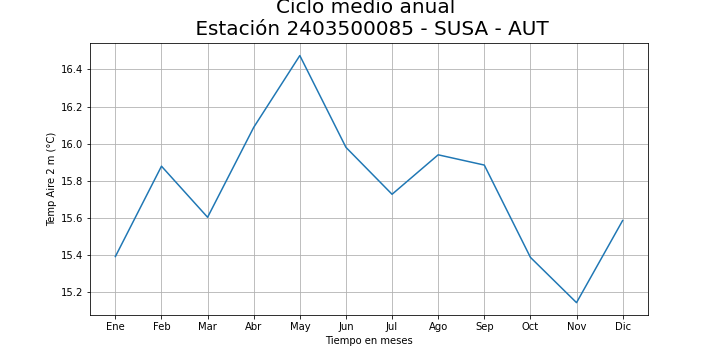 Ciclo medio anual
Estación 2403500085 - SUSA - AUT
Temp Aire 2 m (°C)
16.4
16.2
16.0
15.8
15.6
15.4
15.2
Ene Feb Mar Abr May Jun Jul Ago Sep Oct Nov Dic
Tiempo en meses